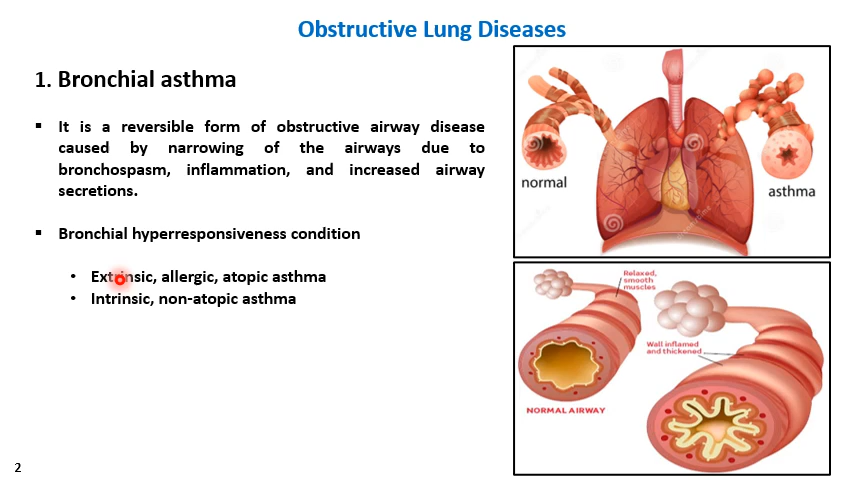 Obstructive Lung Diseases
1. Bronchial asthma
▪ It is a reversible form of obstructive airway disease
caused by narrowing of the airways due to
bronchospasm, inflammation, and increased airway
secretions.
▪ Bronchial hyperresponsiveness condition
• Extrinsic, allergic, atopic asthma
• Intrinsic, non-atopic asthma
normal
asthma
Relaxed,
smooth
muscles
Wall inflamed
and thickened
NORMAL AIRWAY
2